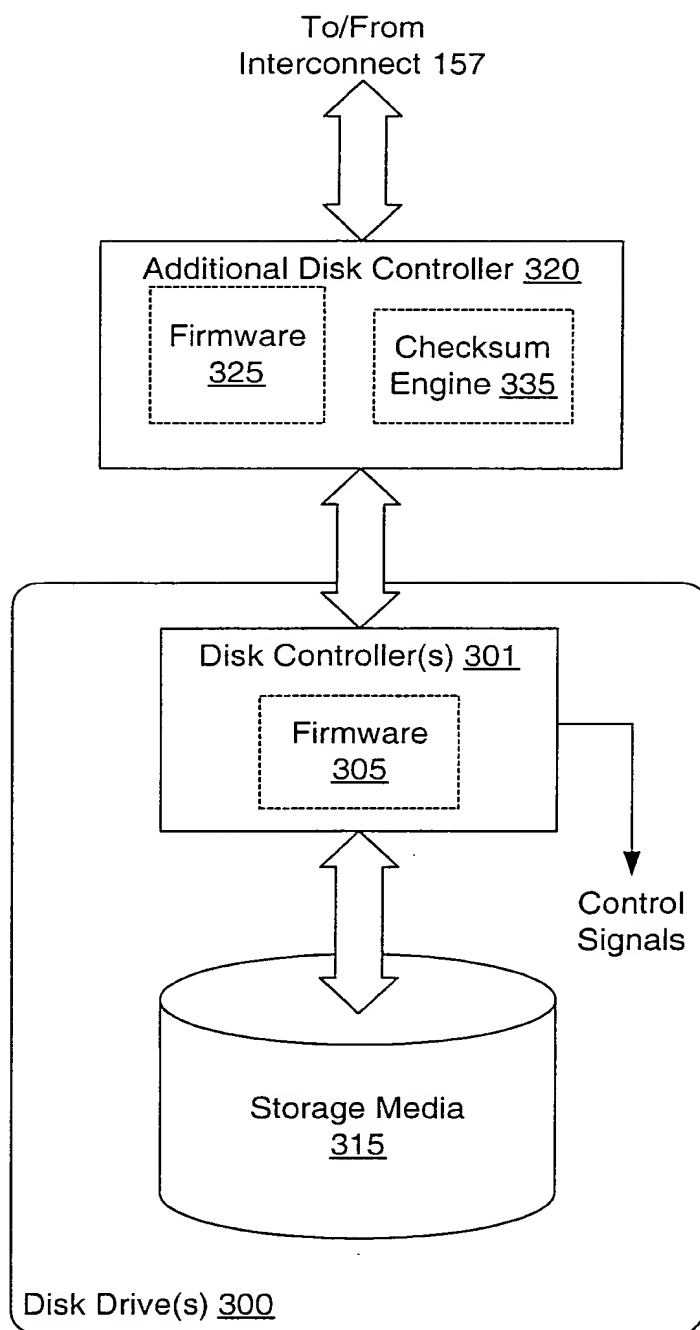 To/From
Interconnect 157
Additional Disk Controller 320
Firmware
325
Checksum
Engine 335
Disk Controller(s) 301
Firmware
305
Control
Signals
Storage Media
315
Disk Drive(s) 300